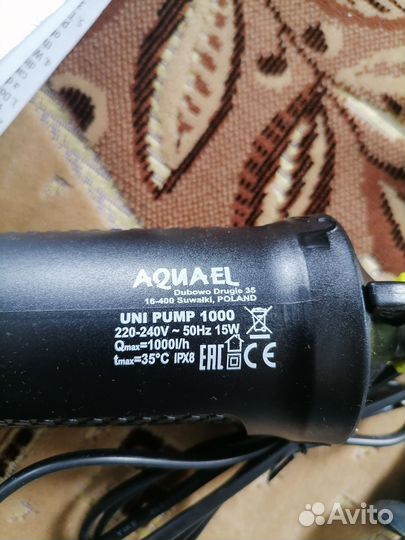 AQUAEL
Dubowo Drugie 35
16-400 Suwałki, POLAND
UNI PUMP 1000
220-240V ~ 50Hz 15W
Qmax=1000l/h
tmax=35°C IPX8 EAC CE
Avito